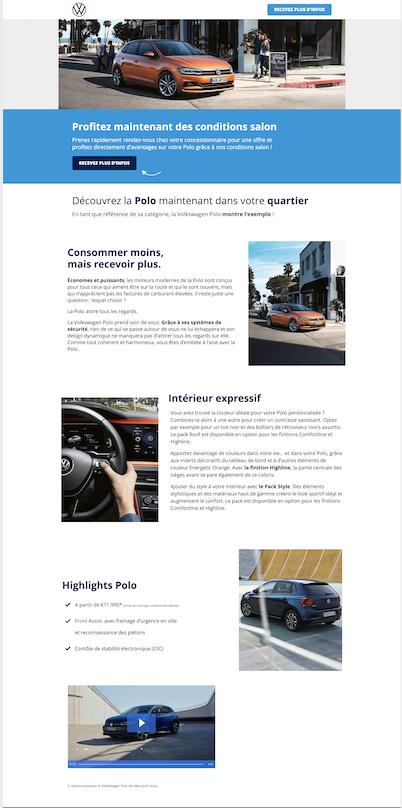 RECEVEZ PLUS D'INFOS
Profitez maintenant des conditions salon
Prenez rapidement rendez-vous chez votre concessionnaire pour une offre et
profitez directement d'avantages sur votre Polo grâce à nos conditions salon !
RECEVEZ PLUS D'INFOS
Découvrez la Polo maintenant dans votre quartier
En tant que référence de sa catégorie, la Volkswagen Polo montre l'exemple !
Consommer moins,
mais recevoir plus.
Économes et puissants, les moteurs modernes de la Polo sont conçus
pour tous ceux qui aiment être sur la route et qui le sont souvent, mais
qui n'apprécient pas les factures de carburant élevées. Il reste juste une
question : lequel choisir ?
La Polo attire tous les regards.
La Volkswagen Polo prend soin de vous. Grâce à ses systèmes de
sécurité, rien de ce qui se passe autour de vous ne lui échappera et son
design dynamique ne manquera pas d'attirer tous les regards sur elle.
Comme tout cohérent et harmonieux, vous êtes d'emblée à l'aise avec la
Polo.
Intérieur expressif
Vous avez trouvé la couleur idéale pour votre Polo personnalisée ?
Combinez-la alors à une autre pour créer un contraste saisissant. Optez
par exemple pour un toit noir et des boîtiers de rétroviseur noirs assortis.
Le pack Roof est disponible en option pour les finitions Comfortline et
Highline.
Apportez davantage de couleurs dans votre vie... et dans votre Polo, grâce
aux inserts décoratifs du tableau de bord et à d'autres éléments de
couleur Energetic Orange. Avec la finition Highline, la partie centrale des
sièges avant se pare également de ce coloris.
Ajouter du style à votre intérieur avec le Pack Style. Des éléments
stylistiques et des matériaux haut de gamme créent le look sportif idéal et
augmentent le confort. Le pack est disponible en option pour les finitions
Comfortline et Highline.
Highlights Polo
A partir de €11.990*
Front Assist avec freinage d'urgence en ville
et reconnaissance des piétons
Contôle de stabilité électronique (ESC)
5 raisons pourquoi la Volkswagen Polo est faite pour vous.